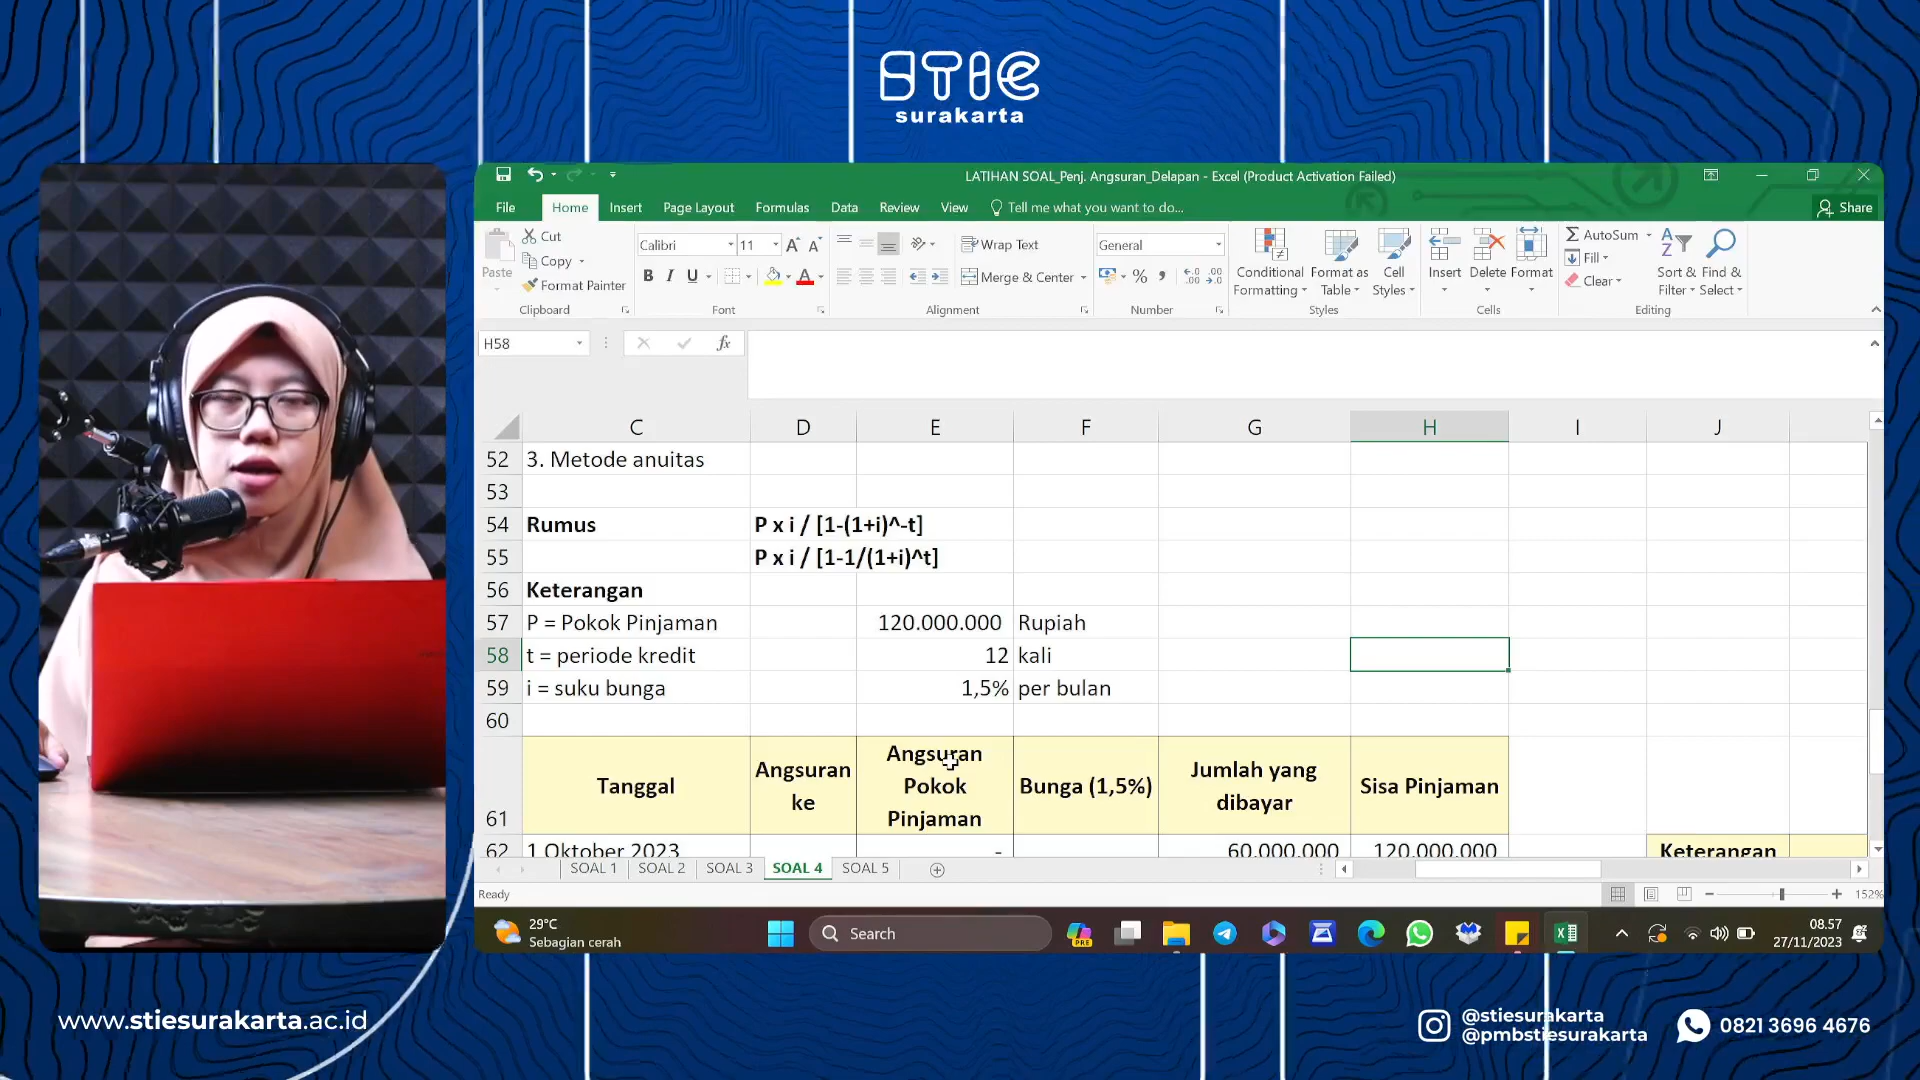 STIE
surakarta
LATIHAN SOAL_Penj. Angsuran_Delapan - Excel (Product Activation Failed)
File Home Insert Page Layout Formulas Data Review View Tell me what you want to do... Share
Paste
Cut
Copy
Format Painter
Clipboard
Calibri 11
B I U
Font
Wrap Text
Merge & Center
Alignment
General
% ,
Number
Conditional Formatting
Format as Table
Cell Styles
Styles
Insert Delete Format
Cells
AutoSum
Fill
Clear
Sort & Filter
Find & Select
Editing
H58 fx
C D E F G H I J
52 3. Metode anuitas
53
54 Rumus P x i / [1-(1+i)^-t]
55 P x i / [1-1/(1+i)^t]
56 Keterangan
57 P = Pokok Pinjaman 120.000.000 Rupiah
58 t = periode kredit 12 kali
59 i = suku bunga 1,5% per bulan
60
61 Tanggal Angsuran ke Angsuran Pokok Pinjaman Bunga (1,5%) Jumlah yang dibayar Sisa Pinjaman
62 1 Oktober 2023 - 60.000.000 120.000.000 Keterangan
SOAL 1 SOAL 2 SOAL 3 SOAL 4 SOAL 5
Ready 152%
29°C
Sebagian cerah
Search
PRE
08.57
27/11/2023
www.stiesurakarta.ac.id
@stiesurakarta
@pmbstiesurakarta
0821 3696 4676